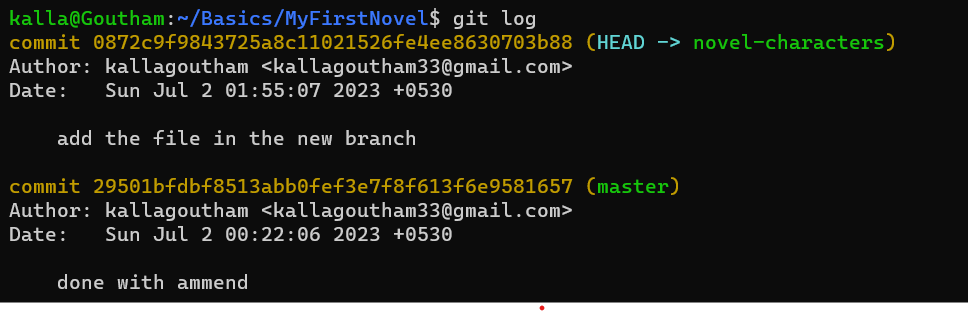 kalla@Goutham:~/Basics/MyFirstNovel$ git log
commit 0872c9f9843725a8c11021526fe4ee8630703b88 (HEAD -> novel-characters)
Author: kallagoutham <kallagoutham33@gmail.com>
Date:   Sun Jul 2 01:55:07 2023 +0530
add the file in the new branch
commit 29501bfdbf8513abb0fef3e7f8f613f6e9581657 (master)
Author: kallagoutham <kallagoutham33@gmail.com>
Date:   Sun Jul 2 00:22:06 2023 +0530
done with ammend